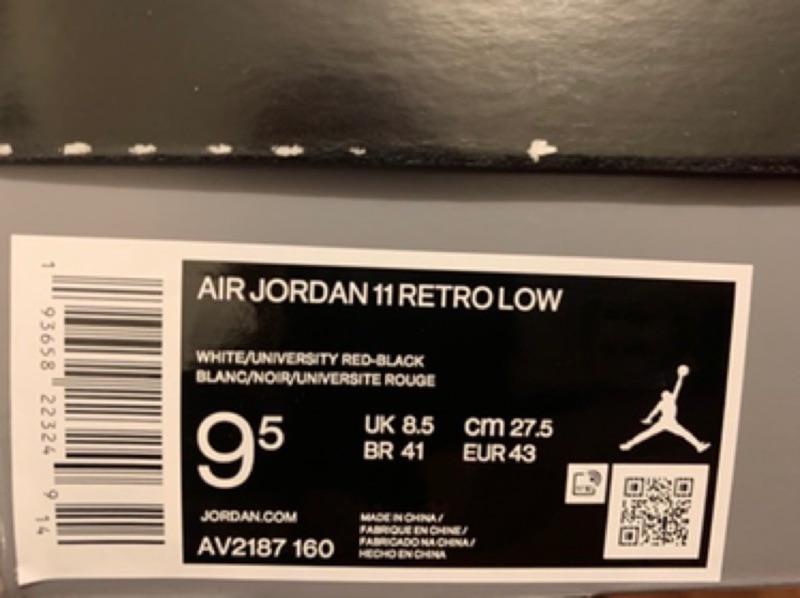 AIR JORDAN 11 RETRO LOW
WHITE/UNIVERSITY RED-BLACK
BLANC/NOIR/UNIVERSITE ROUGE
9⁵
UK 8.5 cm 27.5
BR 41 EUR 43
JORDAN.COM
AV2187 160
MADE IN CHINA/
FABRIQUE EN CHINE/
FABRICADO NA CHINA/
HECHO EN CHINA
1 93658 22324 9 14